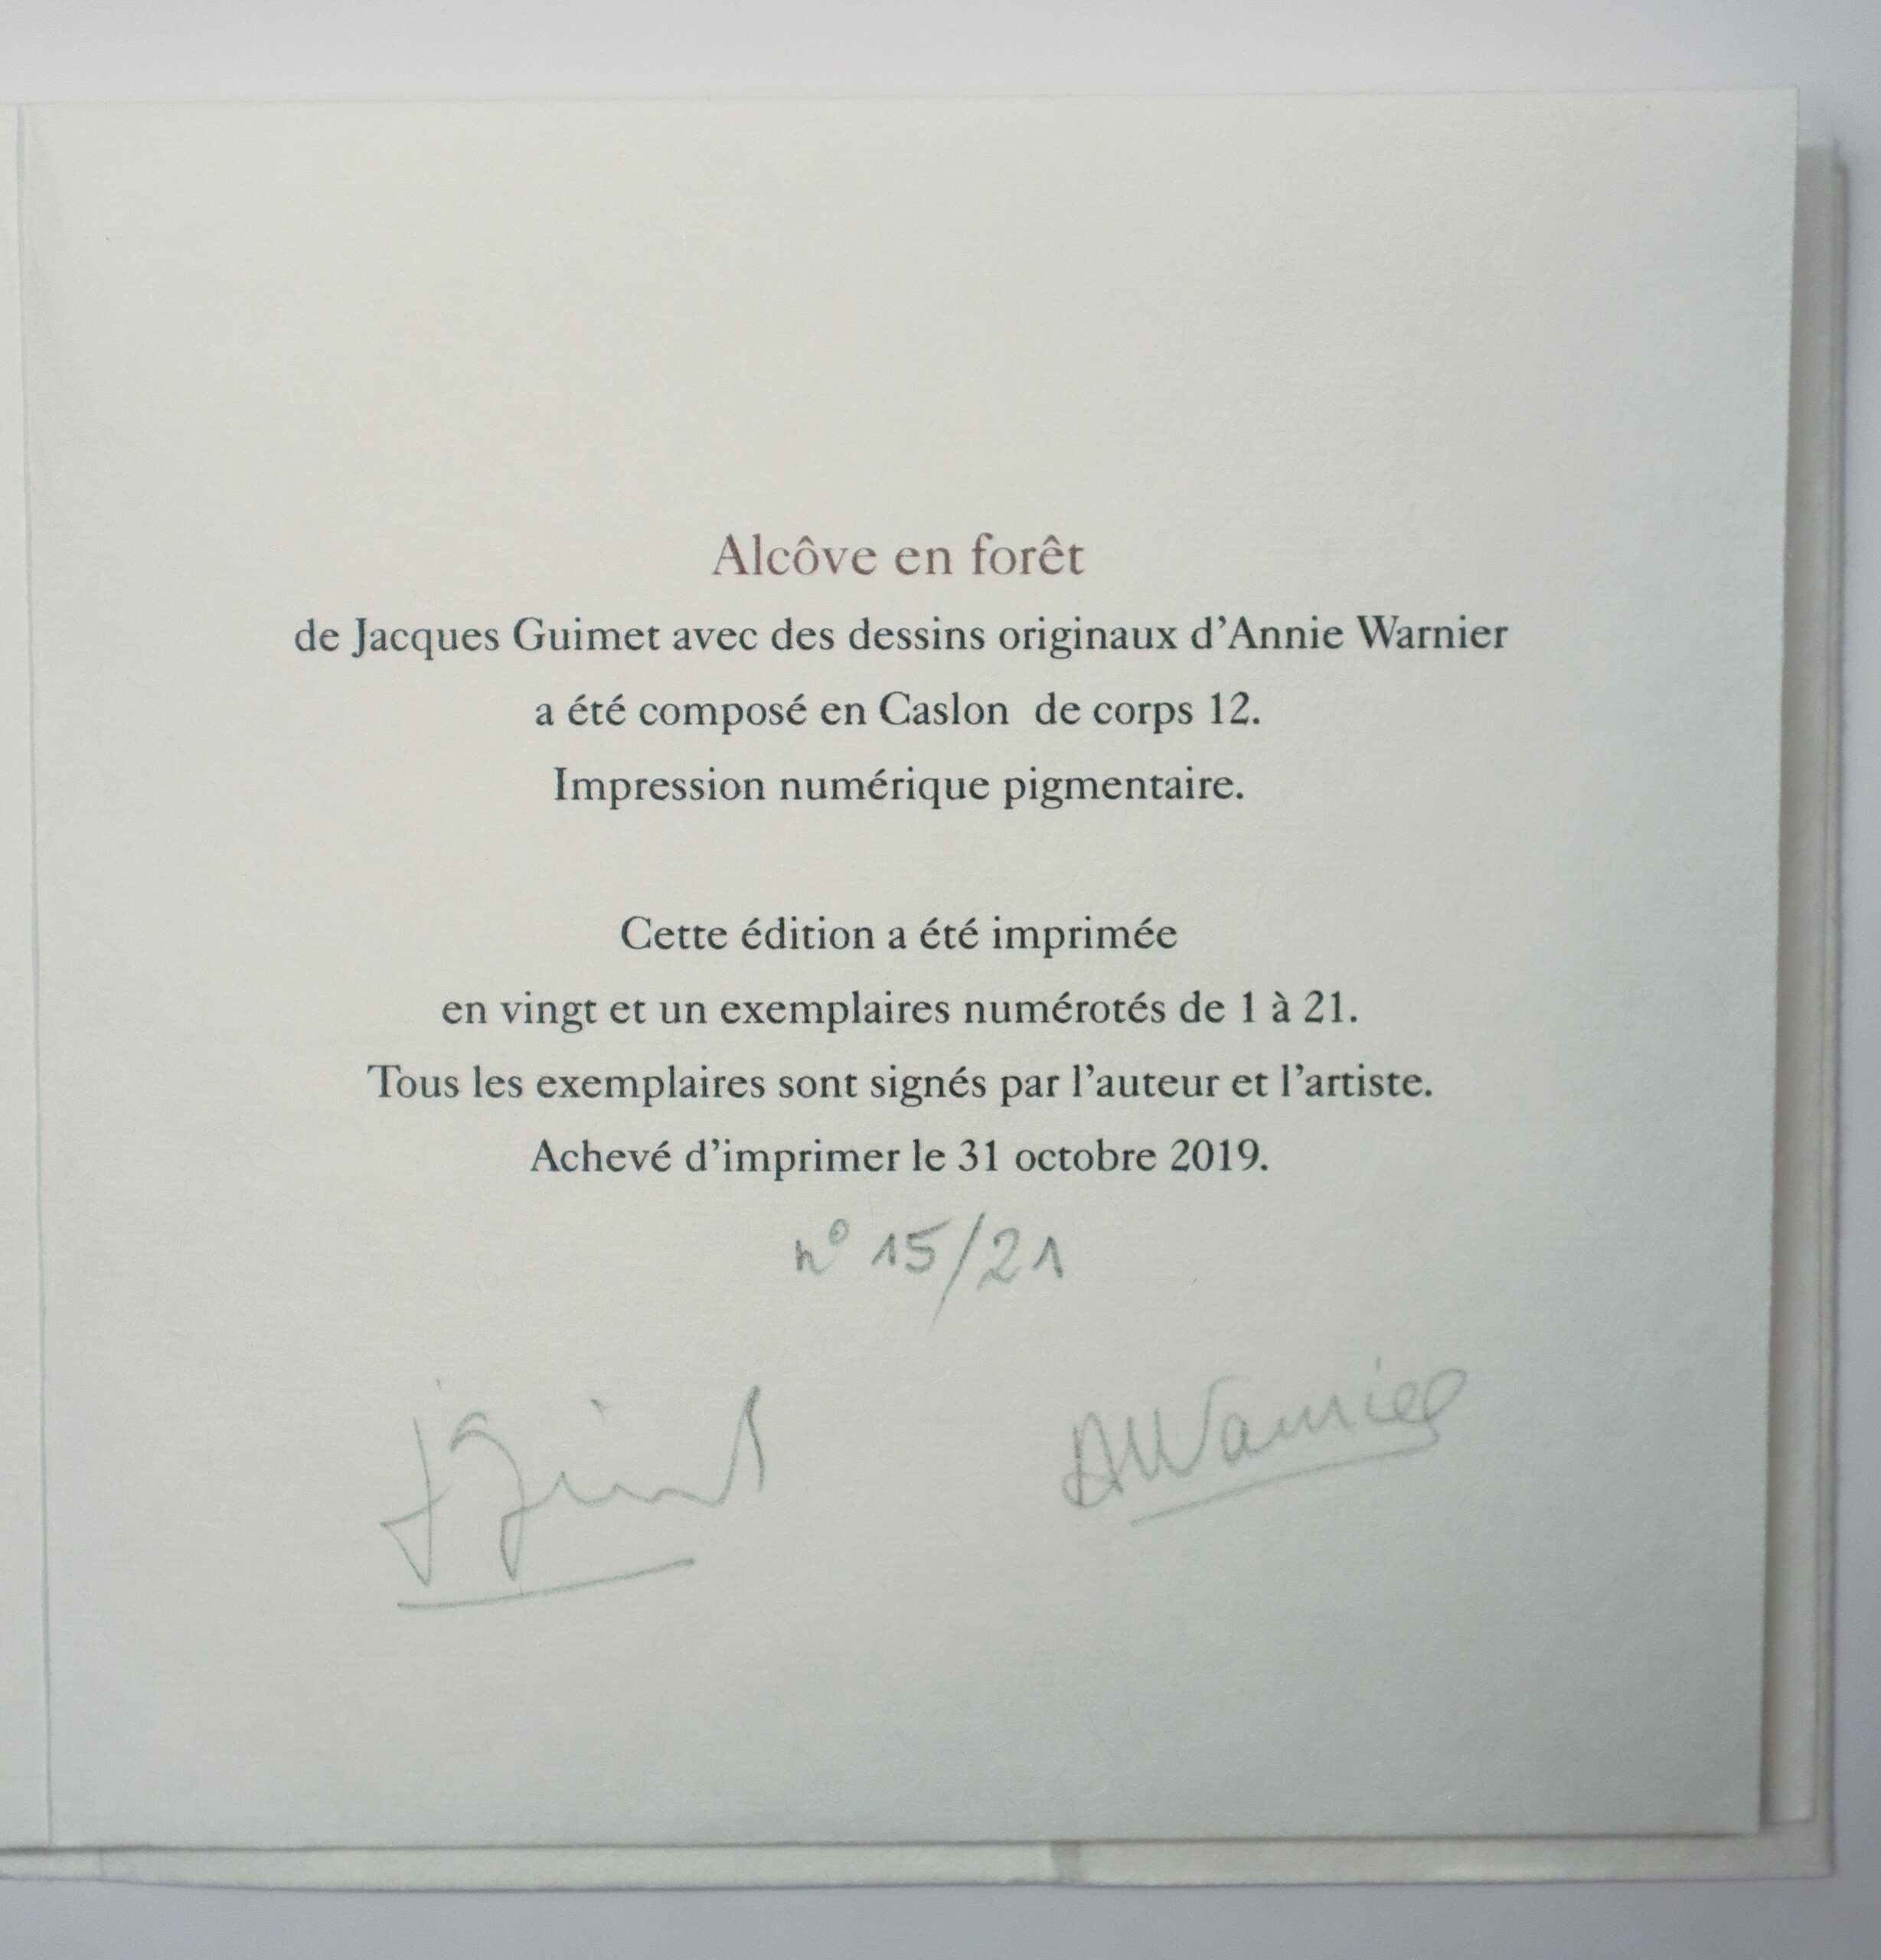 Alcôve en forêt
de Jacques Guimet avec des dessins originaux d’Annie Warnier
a été composé en Caslon  de corps 12.
Impression numérique pigmentaire.
Cette édition a été imprimée
en vingt et un exemplaires numérotés de 1 à 21.
Tous les exemplaires sont signés par l’auteur et l’artiste.
Achevé d’imprimer le 31 octobre 2019.
n° 15/21
AWarnier